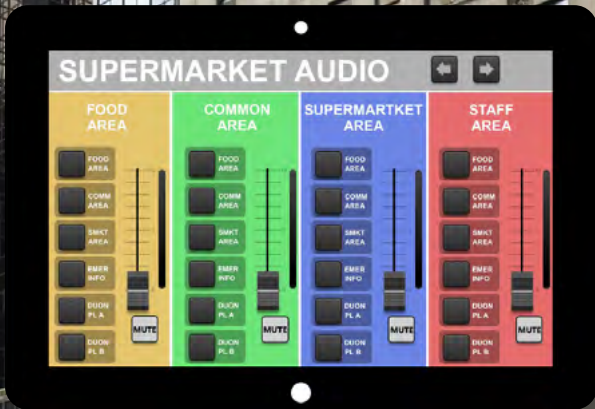 SUPERMARKET AUDIO
FOOD
AREA
FOOD
AREA
COMM
AREA
SMKT
AREA
EMER
INFO
DUON
PL A
DUON
PL B
MUTE
COMMON
AREA
FOOD
AREA
COMM
AREA
SMKT
AREA
EMER
INFO
DUON
PL A
DUON
PL B
MUTE
SUPERMARTKET
AREA
FOOD
AREA
COMM
AREA
SMKT
AREA
EMER
INFO
DUON
PL A
DUON
PL B
MUTE
STAFF
AREA
FOOD
AREA
COMM
AREA
SMKT
AREA
EMER
INFO
DUON
PL A
DUON
PL B
MUTE